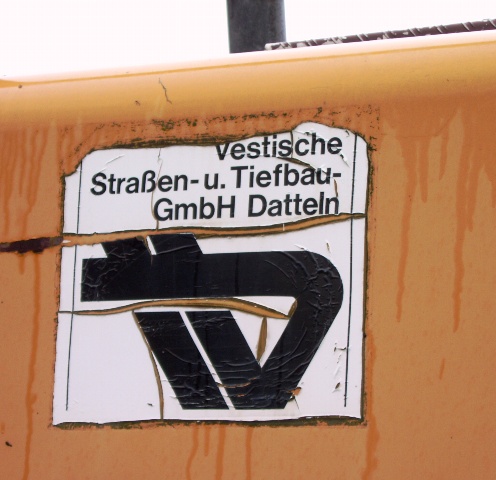 Vestische
Straßen-u. Tiefbau-
GmbH Datteln